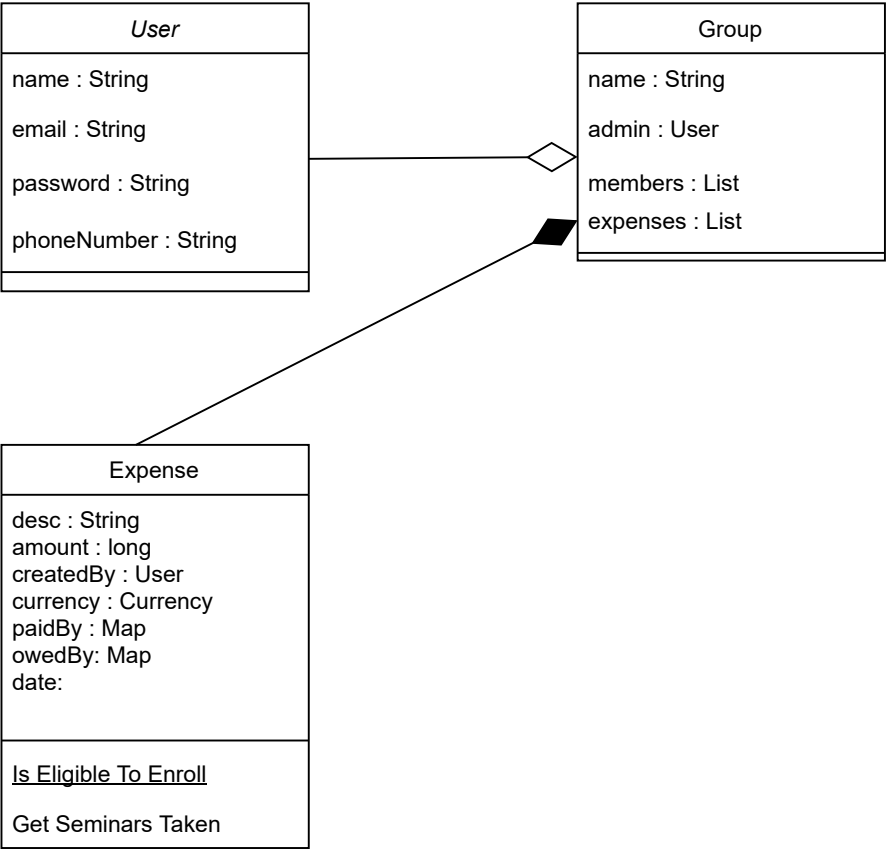 User
name : String
email : String
password : String
phoneNumber : String
Group
name : String
admin : User
members : List
expenses : List
Expense
desc : String
amount : long
createdBy : User
currency : Currency
paidBy : Map
owedBy: Map
date:
Is Eligible To Enroll
Get Seminars Taken